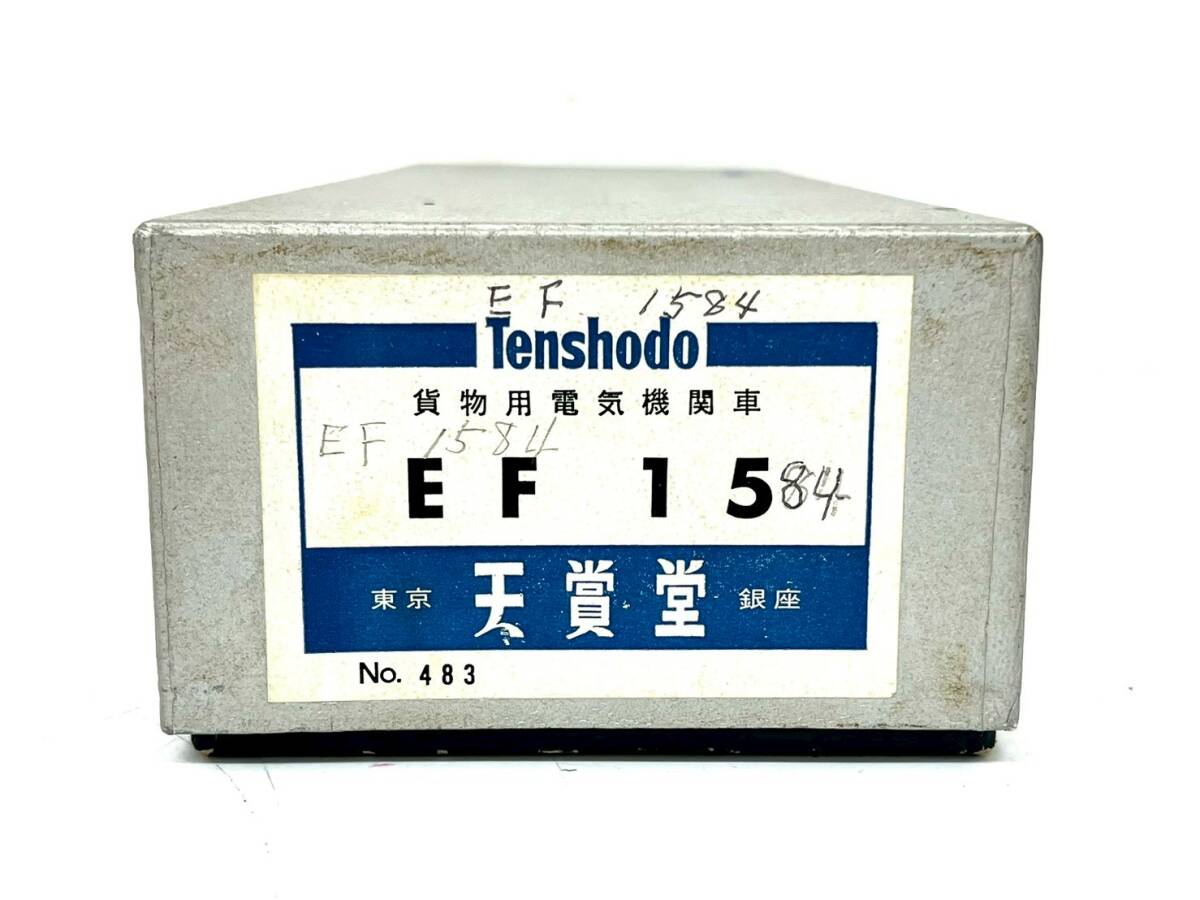 EF 1584
Tenshodo
貨物用電気機関車
EF 1584
EF 1584
東京 天賞堂 銀座
No. 483